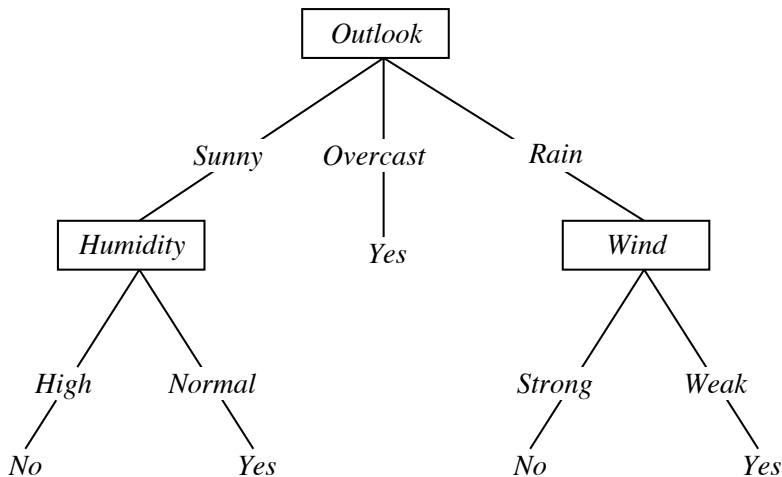 Outlook
Sunny Overcast Rain
Humidity Yes Wind
High Normal Strong Weak
No Yes No Yes